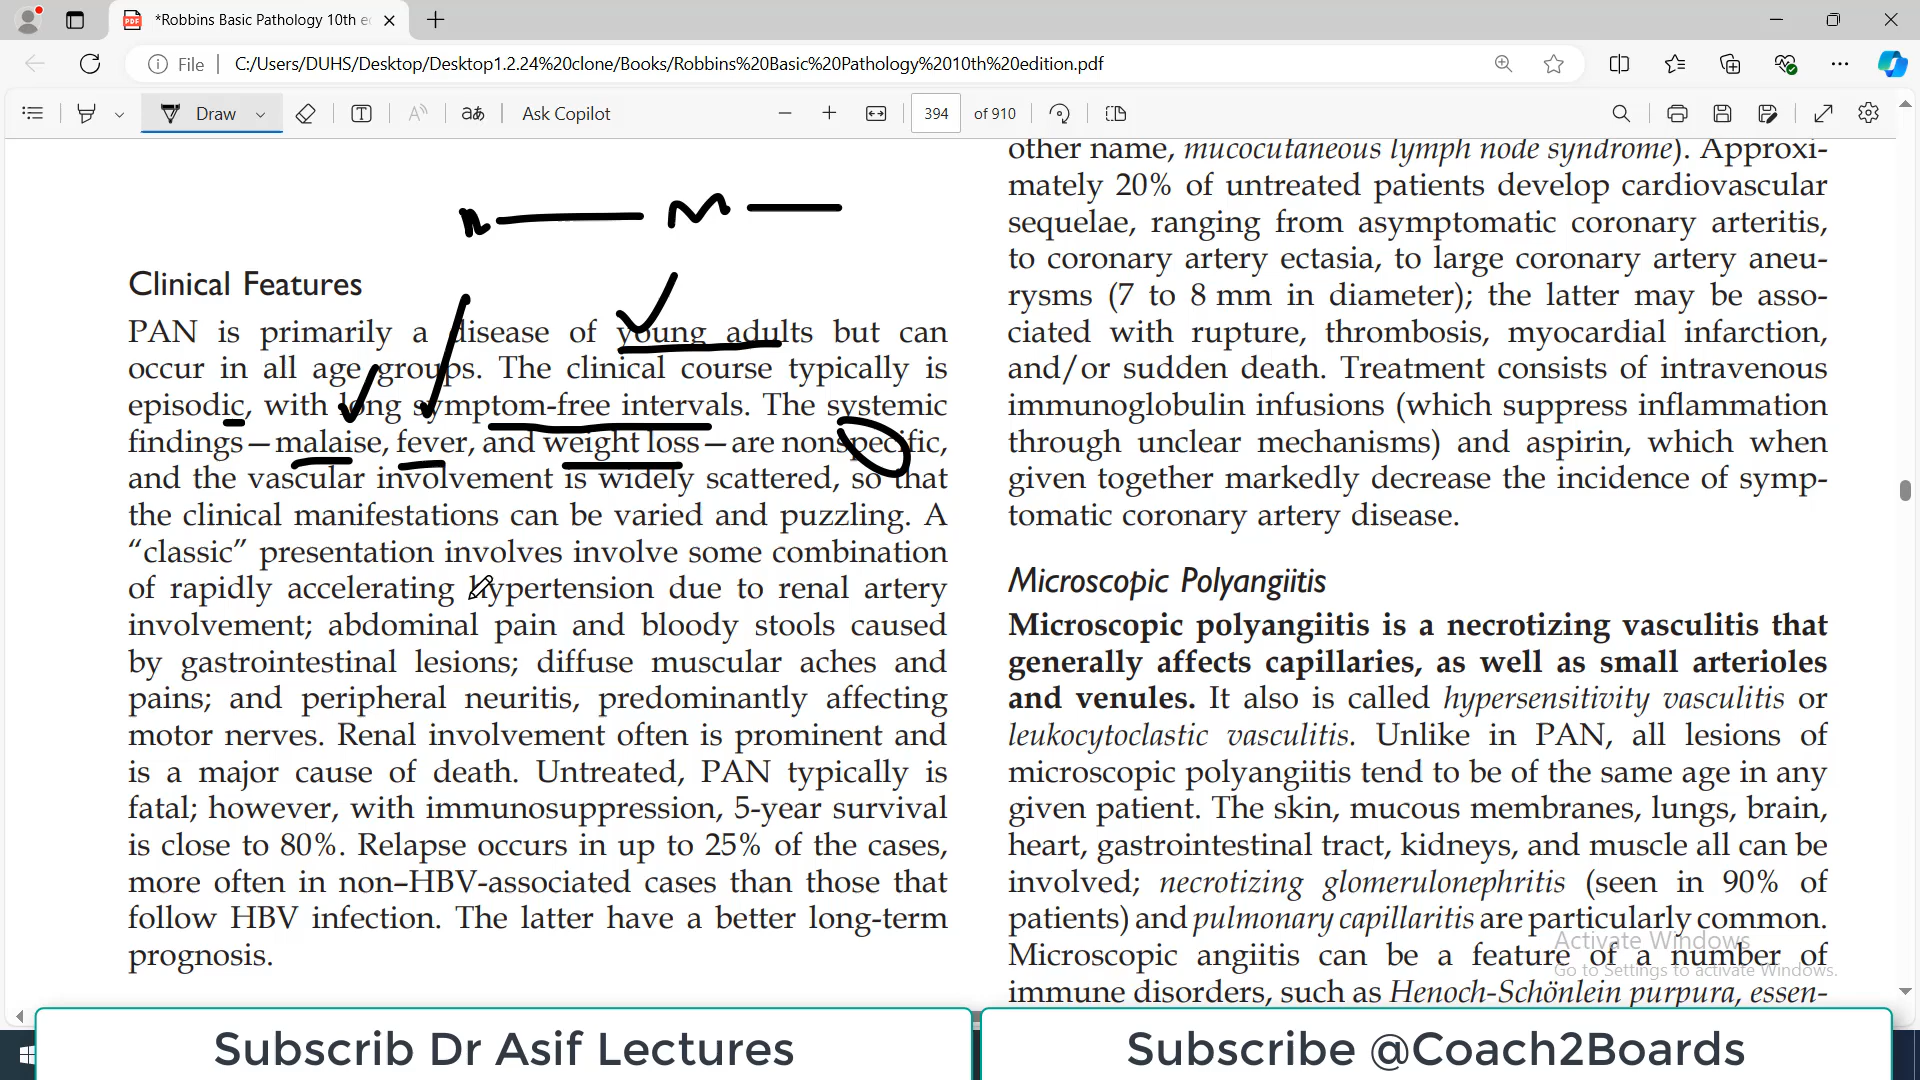 *Robbins Basic Pathology 10th e
File
C:/Users/DUHS/Desktop/Desktop1.2.24%20clone/Books/Robbins%20Basic%20Pathology%2010th%20edition.pdf
Draw
Ask Copilot
394 of 910
Clinical Features
PAN is primarily a disease of young adults but can
occur in all age groups. The clinical course typically is
episodic, with long symptom-free intervals. The systemic
findings—malaise, fever, and weight loss—are nonspecific,
and the vascular involvement is widely scattered, so that
the clinical manifestations can be varied and puzzling. A
“classic” presentation involves involve some combination
of rapidly accelerating hypertension due to renal artery
involvement; abdominal pain and bloody stools caused
by gastrointestinal lesions; diffuse muscular aches and
pains; and peripheral neuritis, predominantly affecting
motor nerves. Renal involvement often is prominent and
is a major cause of death. Untreated, PAN typically is
fatal; however, with immunosuppression, 5-year survival
is close to 80%. Relapse occurs in up to 25% of the cases,
more often in non–HBV-associated cases than those that
follow HBV infection. The latter have a better long-term
prognosis.
other name, mucocutaneous lymph node syndrome). Approxi-
mately 20% of untreated patients develop cardiovascular
sequelae, ranging from asymptomatic coronary arteritis,
to coronary artery ectasia, to large coronary artery aneu-
rysms (7 to 8 mm in diameter); the latter may be asso-
ciated with rupture, thrombosis, myocardial infarction,
and/or sudden death. Treatment consists of intravenous
immunoglobulin infusions (which suppress inflammation
through unclear mechanisms) and aspirin, which when
given together markedly decrease the incidence of symp-
tomatic coronary artery disease.
Microscopic Polyangiitis
Microscopic polyangiitis is a necrotizing vasculitis that
generally affects capillaries, as well as small arterioles
and venules. It also is called hypersensitivity vasculitis or
leukocytoclastic vasculitis. Unlike in PAN, all lesions of
microscopic polyangiitis tend to be of the same age in any
given patient. The skin, mucous membranes, lungs, brain,
heart, gastrointestinal tract, kidneys, and muscle all can be
involved; necrotizing glomerulonephritis (seen in 90% of
patients) and pulmonary capillaritis are particularly common.
Microscopic angiitis can be a feature of a number of
immune disorders, such as Henoch-Schönlein purpura, essen-
Activate Windows
Go to Settings to activate Windows.
Subscrib Dr Asif Lectures
Subscribe @Coach2Boards